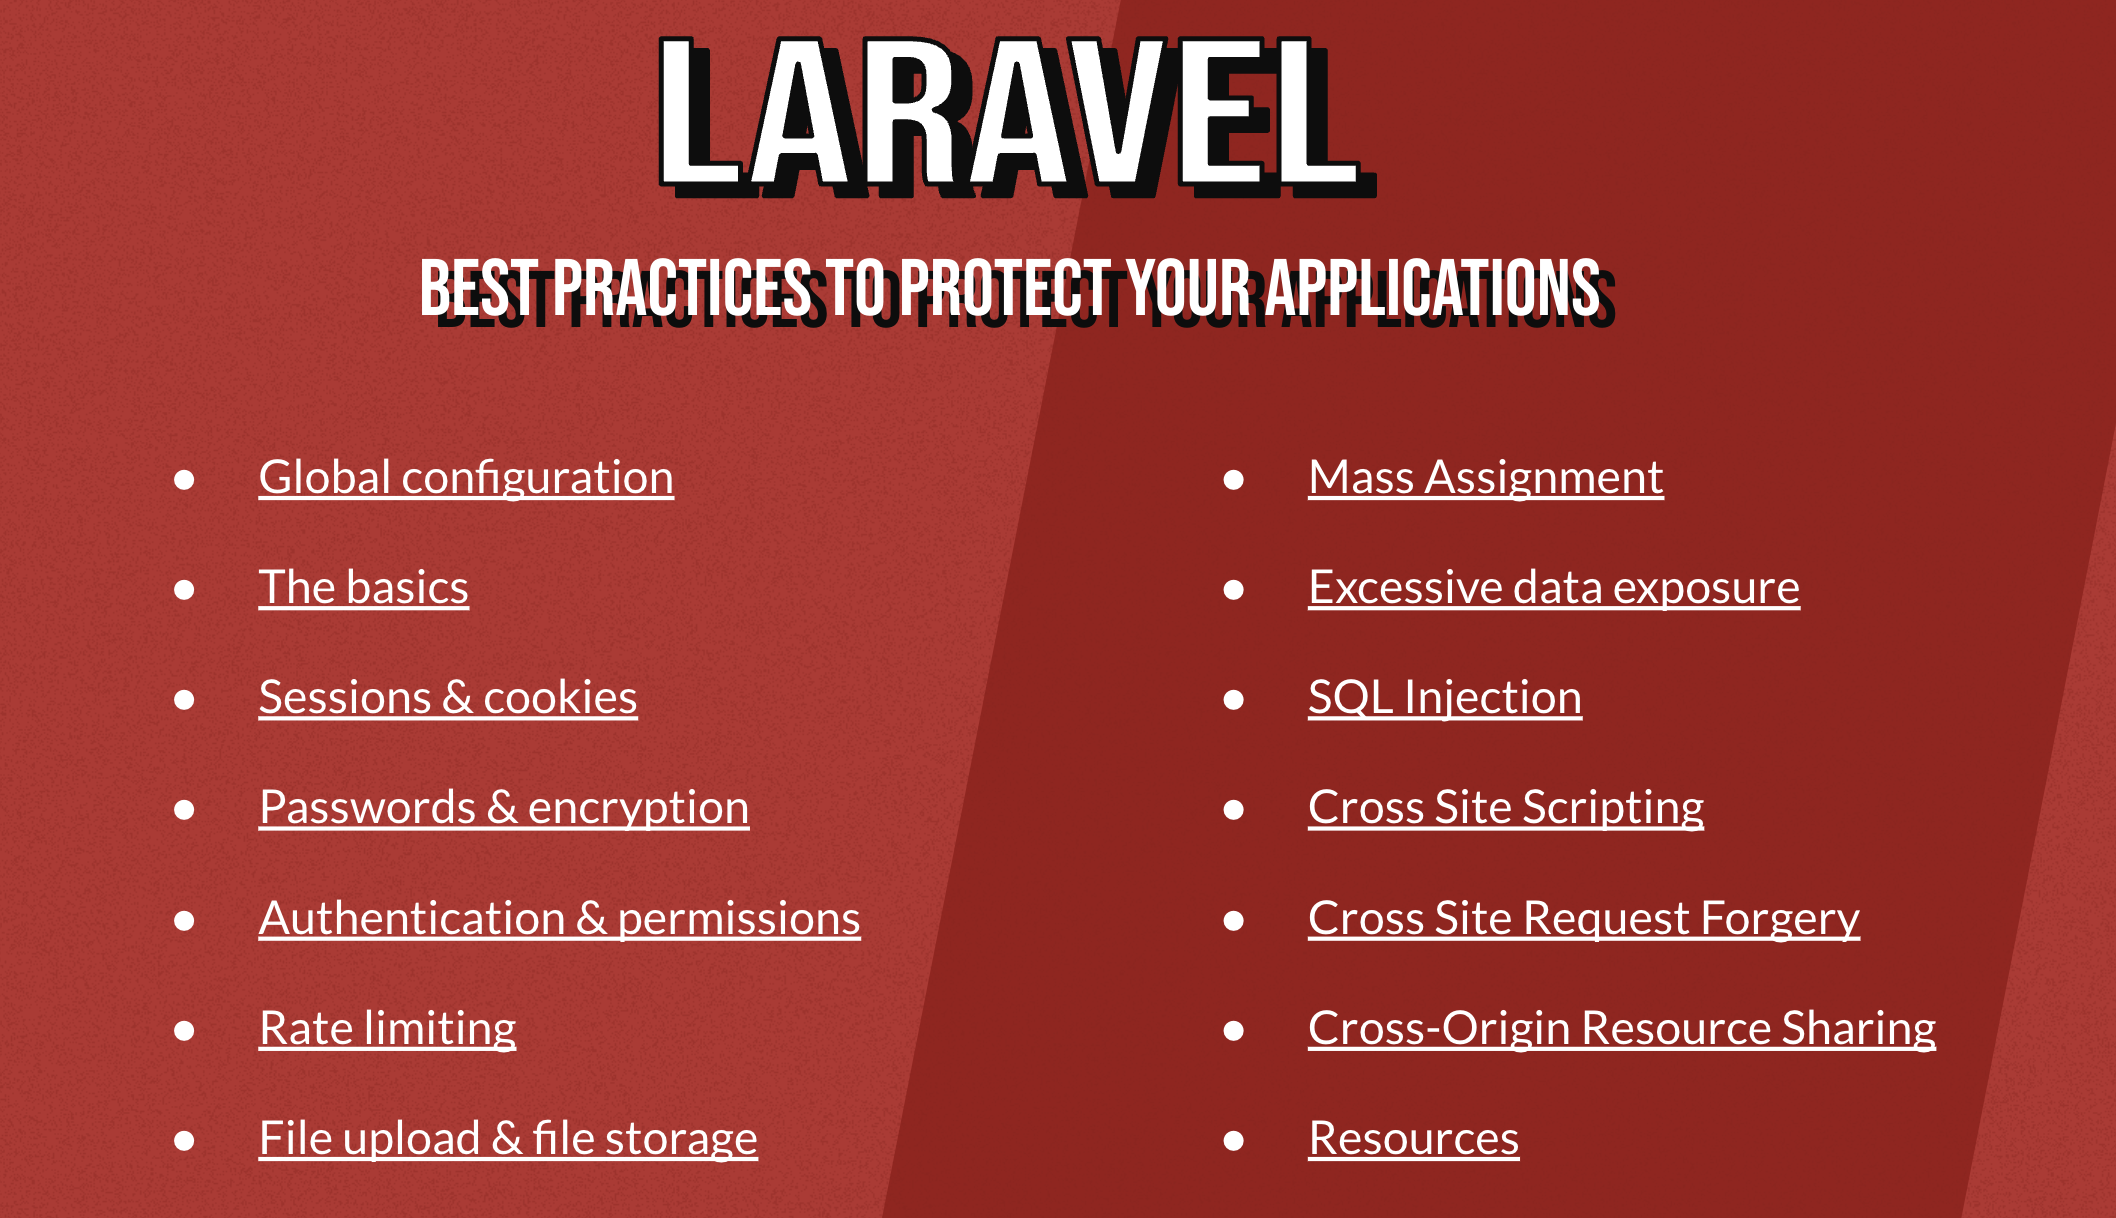 LARAVEL
BEST PRACTICES TO PROTECT YOUR APPLICATIONS
Global configuration
The basics
Sessions & cookies
Passwords & encryption
Authentication & permissions
Rate limiting
File upload & file storage
Mass Assignment
Excessive data exposure
SQL Injection
Cross Site Scripting
Cross Site Request Forgery
Cross-Origin Resource Sharing
Resources